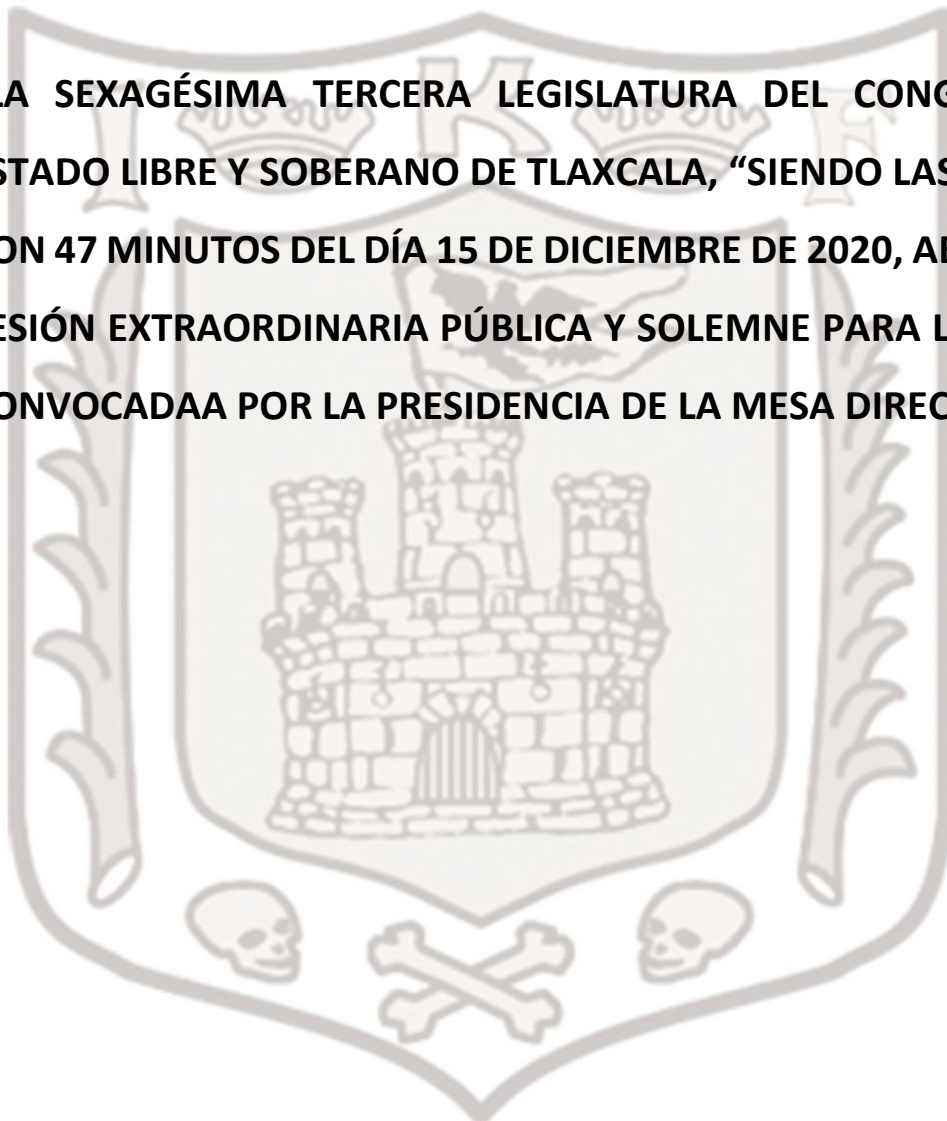 I K F
LA SEXAGÉSIMA TERCERA LEGISLATURA DEL CONG
STADO LIBRE Y SOBERANO DE TLAXCALA, “SIENDO LAS
ON 47 MINUTOS DEL DÍA 15 DE DICIEMBRE DE 2020, AB
ESIÓN EXTRAORDINARIA PÚBLICA Y SOLEMNE PARA L
ONVOCADAA POR LA PRESIDENCIA DE LA MESA DIREC